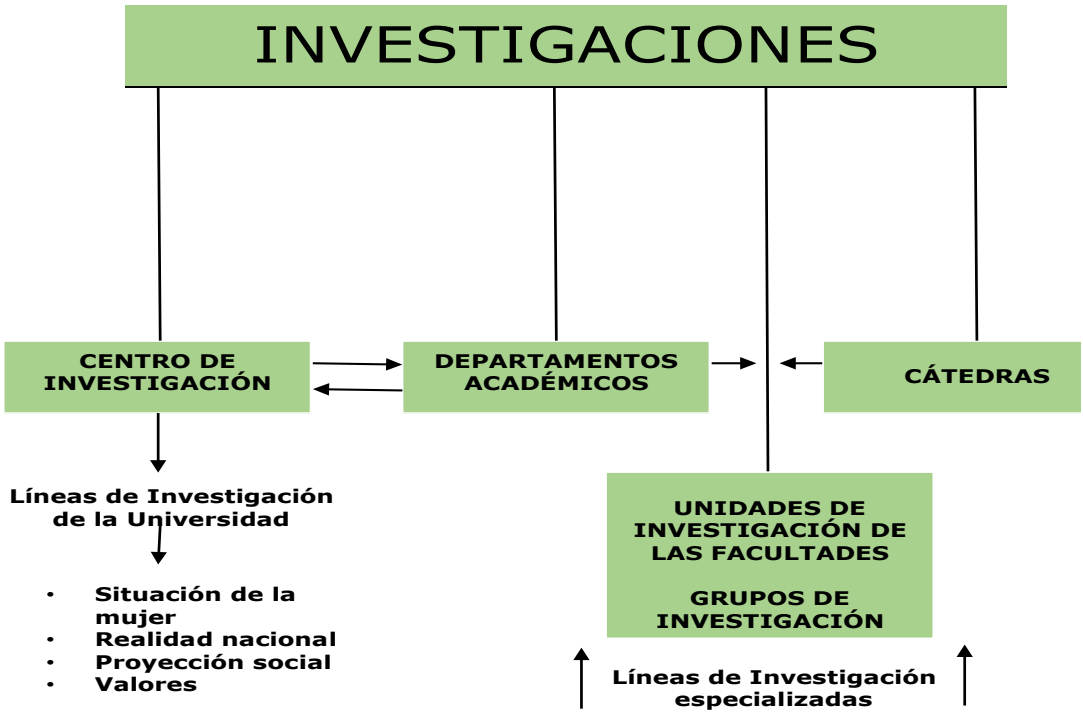 INVESTIGACIONES
CENTRO DE
INVESTIGACIÓN
DEPARTAMENTOS
ACADÉMICOS
CÁTEDRAS
Líneas de Investigación
de la Universidad
• Situación de la
mujer
• Realidad nacional
• Proyección social
• Valores
UNIDADES DE
INVESTIGACIÓN DE
LAS FACULTADES
GRUPOS DE
INVESTIGACIÓN
Líneas de Investigación
especializadas